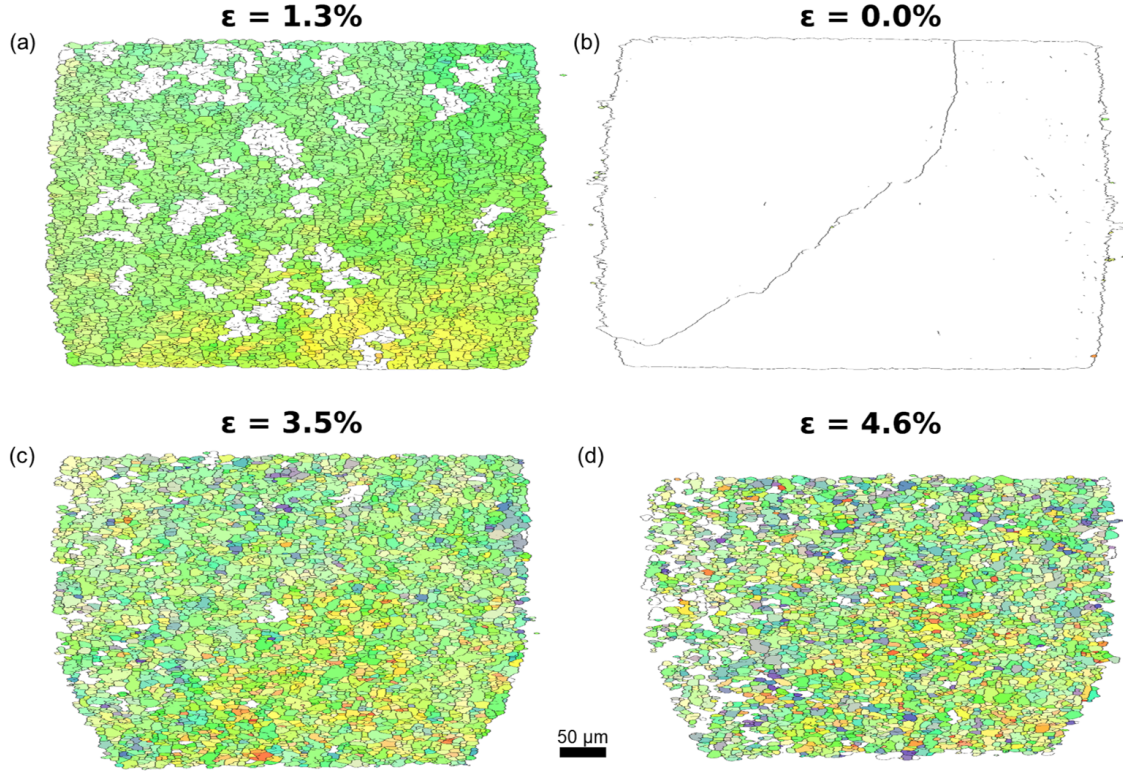 ε = 1.3%
ε = 0.0%
(a)
(b)
ε = 3.5%
ε = 4.6%
(c)
(d)
50 μm